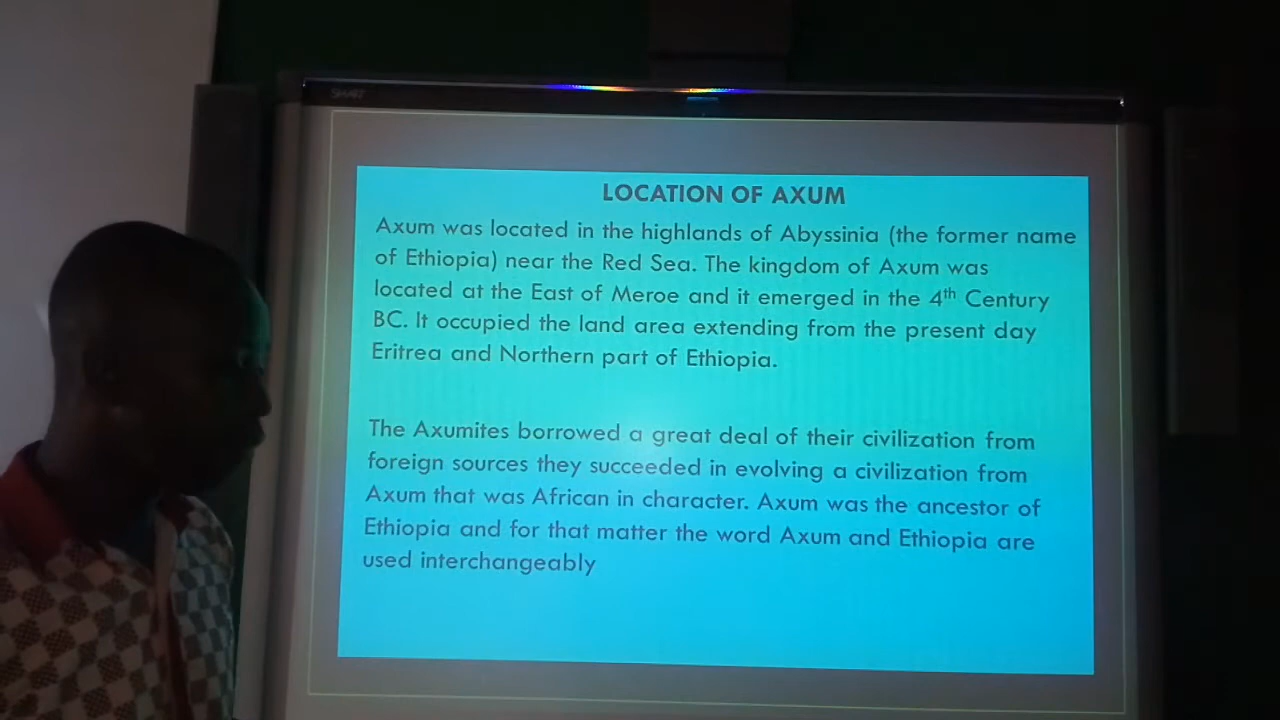 SMART
LOCATION OF AXUM
Axum was located in the highlands of Abyssinia (the former name
of Ethiopia) near the Red Sea. The kingdom of Axum was
located at the East of Meroe and it emerged in the 4th Century
BC. It occupied the land area extending from the present day
Eritrea and Northern part of Ethiopia.
The Axumites borrowed a great deal of their civilization from
foreign sources they succeeded in evolving a civilization from
Axum that was African in character. Axum was the ancestor of
Ethiopia and for that matter the word Axum and Ethiopia are
used interchangeably